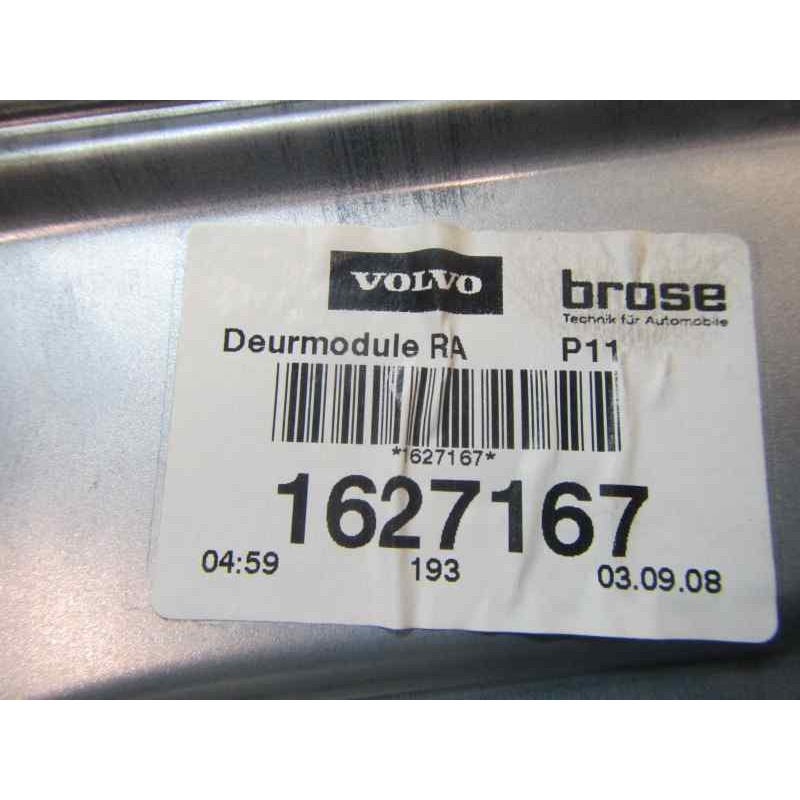 VOLVO brose
Technik für Automobile
Deurmodule RA P11
*1627167*
1627167
04:59 193 03.09.08